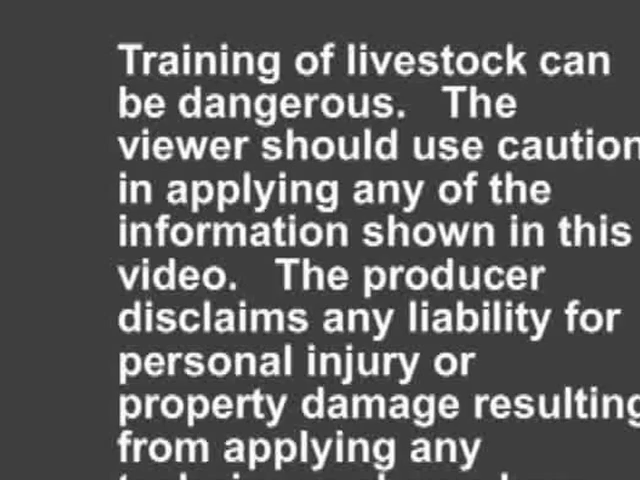 Training of livestock can
be dangerous. The
viewer should use caution
in applying any of the
information shown in this
video. The producer
disclaims any liability for
personal injury or
property damage resulting
from applying any